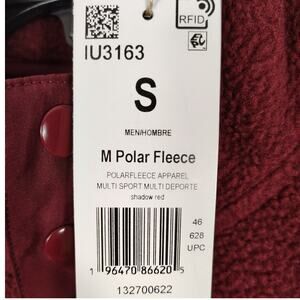 RFID
IU3163
S
MEN/HOMBRE
M Polar Fleece
POLARFLEECE APPAREL
MULTI SPORT MULTI DEPORTE
shadow red
46
628
UPC
1 96470 86620 5
132700622